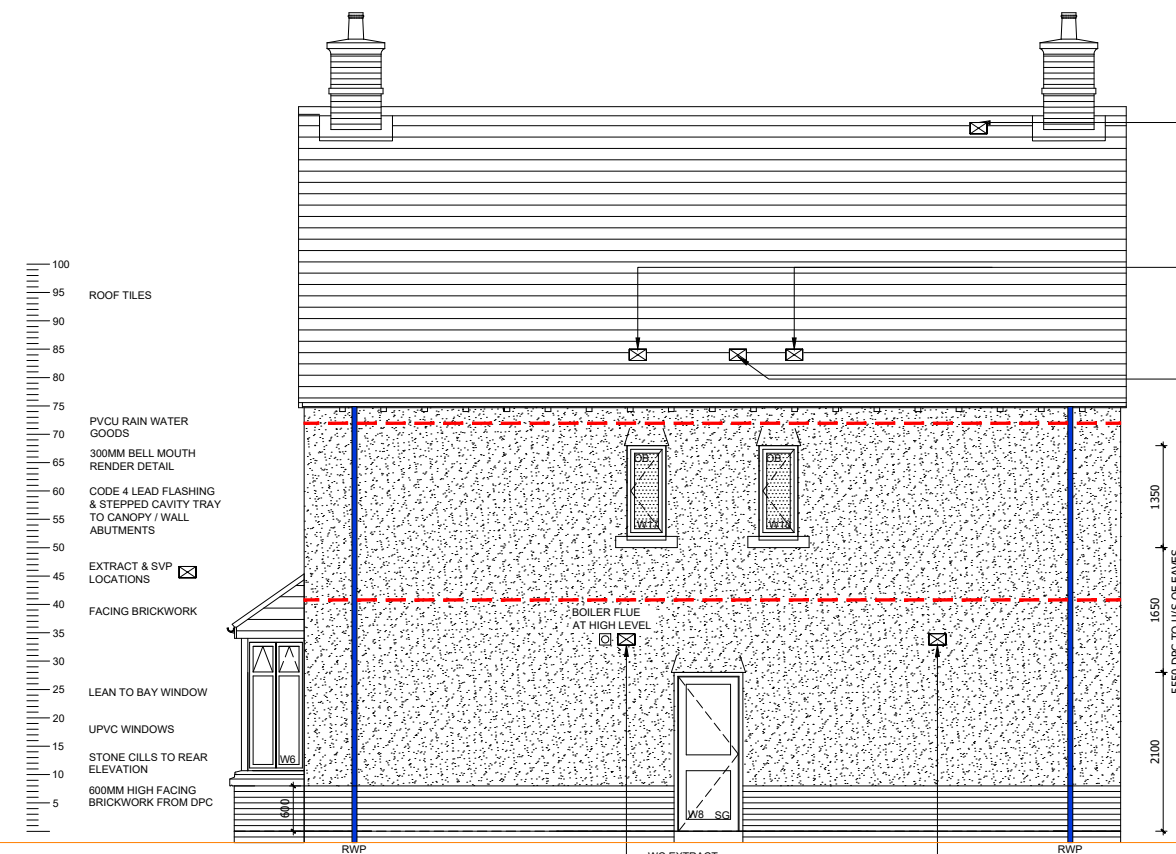 100
95
ROOF TILES
90
85
80
75
PVCU RAIN WATER
GOODS
70
300MM BELL MOUTH
RENDER DETAIL
65
60
CODE 4 LEAD FLASHING
& STEPPED CAVITY TRAY
TO CANOPY / WALL
ABUTMENTS
55
50
EXTRACT & SVP
LOCATIONS
45
40
FACING BRICKWORK
35
30
25
LEAN TO BAY WINDOW
20
UPVC WINDOWS
15
STONE CILLS TO REAR
ELEVATION
10
600MM HIGH FACING
BRICKWORK FROM DPC
5
OB
OB
BOILER FLUE
AT HIGH LEVEL
W6
600
W8 SG
RWP
WC EXTRACT
RWP
1350
1650
2100